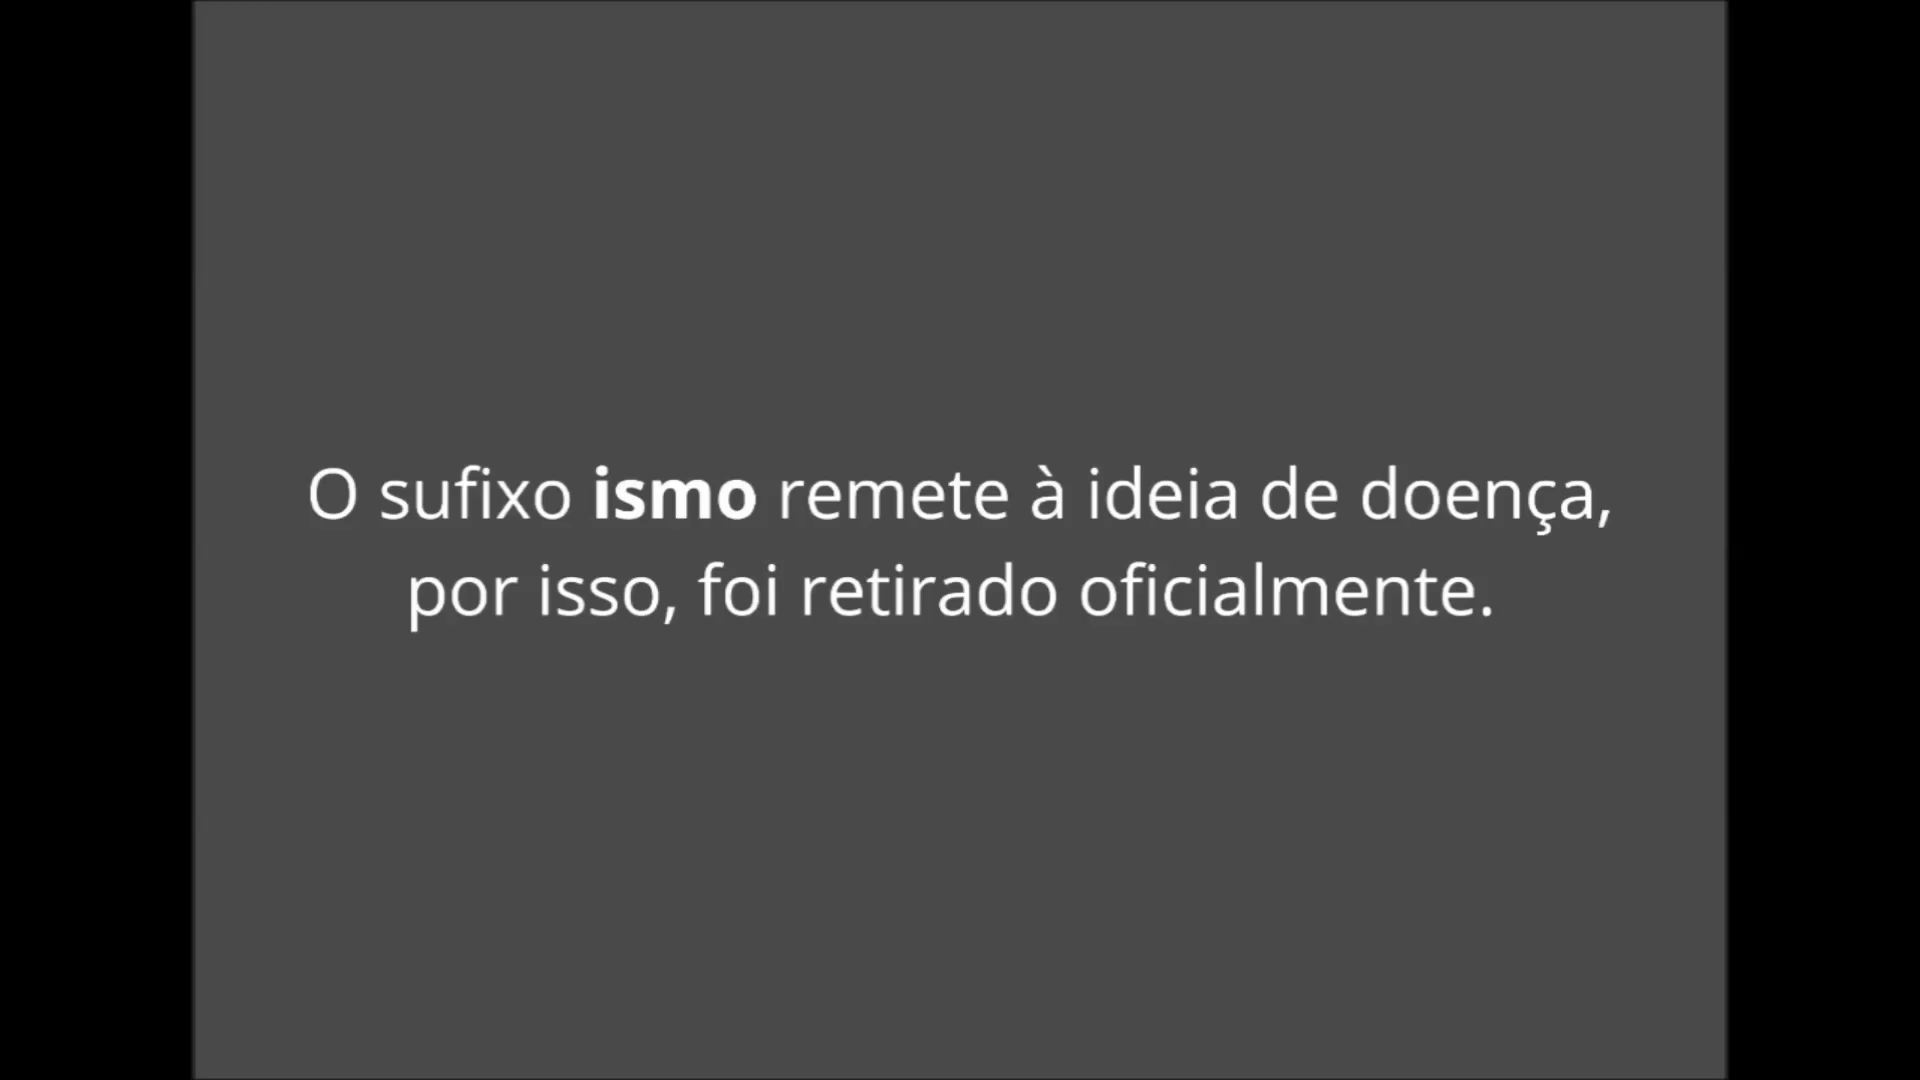 O sufixo ismo remete à ideia de doença,
por isso, foi retirado oficialmente.